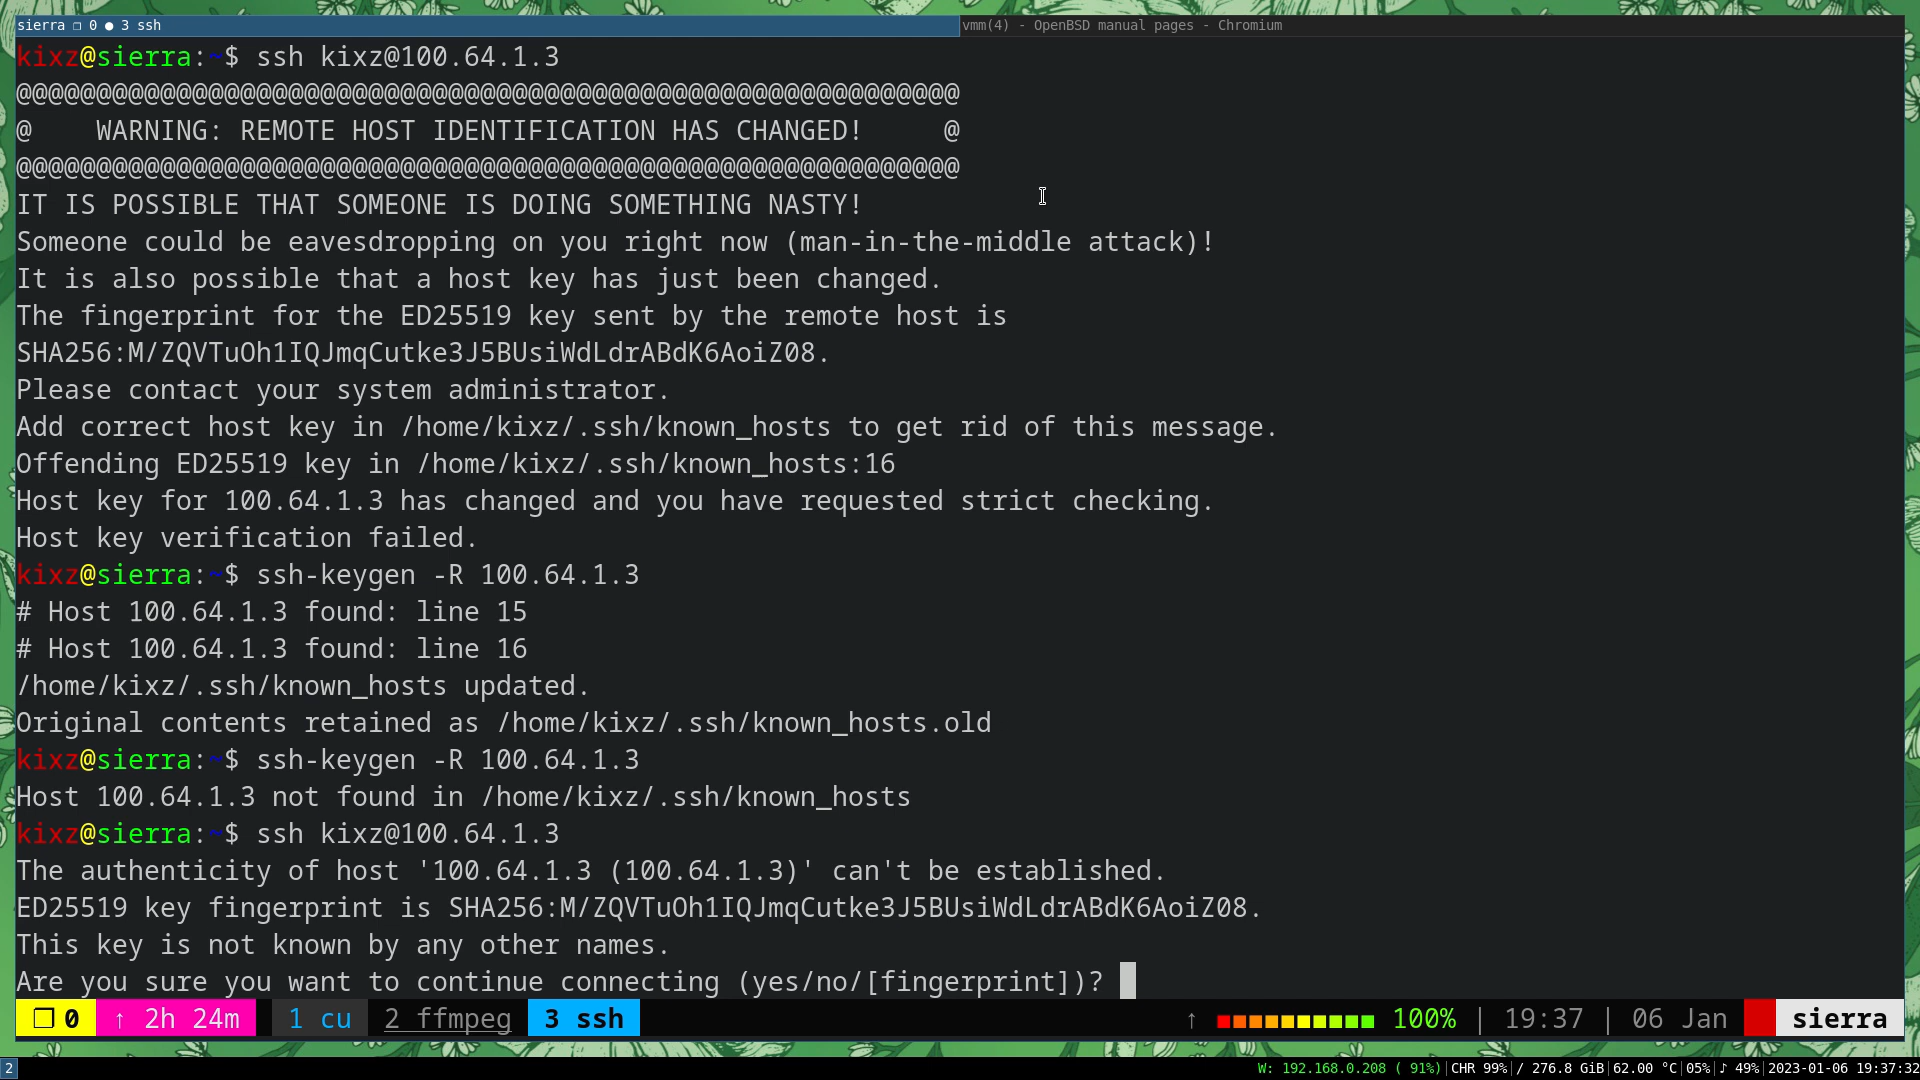 sierra ❐ 0 ● 3 ssh
vmm(4) - OpenBSD manual pages - Chromium
kixz@sierra:~$ ssh kixz@100.64.1.3
@@@@@@@@@@@@@@@@@@@@@@@@@@@@@@@@@@@@@@@@@@@@@@@@@@@@@@@@@@@
@    WARNING: REMOTE HOST IDENTIFICATION HAS CHANGED!     @
@@@@@@@@@@@@@@@@@@@@@@@@@@@@@@@@@@@@@@@@@@@@@@@@@@@@@@@@@@@
IT IS POSSIBLE THAT SOMEONE IS DOING SOMETHING NASTY!
Someone could be eavesdropping on you right now (man-in-the-middle attack)!
It is also possible that a host key has just been changed.
The fingerprint for the ED25519 key sent by the remote host is
SHA256:M/ZQVTuOh1IQJmqCutke3J5BUsiWdLdrABdK6AoiZ08.
Please contact your system administrator.
Add correct host key in /home/kixz/.ssh/known_hosts to get rid of this message.
Offending ED25519 key in /home/kixz/.ssh/known_hosts:16
Host key for 100.64.1.3 has changed and you have requested strict checking.
Host key verification failed.
kixz@sierra:~$ ssh-keygen -R 100.64.1.3
# Host 100.64.1.3 found: line 15
# Host 100.64.1.3 found: line 16
/home/kixz/.ssh/known_hosts updated.
Original contents retained as /home/kixz/.ssh/known_hosts.old
kixz@sierra:~$ ssh-keygen -R 100.64.1.3
Host 100.64.1.3 not found in /home/kixz/.ssh/known_hosts
kixz@sierra:~$ ssh kixz@100.64.1.3
The authenticity of host '100.64.1.3 (100.64.1.3)' can't be established.
ED25519 key fingerprint is SHA256:M/ZQVTuOh1IQJmqCutke3J5BUsiWdLdrABdK6AoiZ08.
This key is not known by any other names.
Are you sure you want to continue connecting (yes/no/[fingerprint])?
❐ 0 ↑ 2h 24m 1 cu 2 ffmpeg 3 ssh ↑ 100% | 19:37 | 06 Jan sierra
2 W: 192.168.0.208 ( 91%)|CHR 99%|/ 276.8 GiB|62.00 °C|05%|♪ 49%|2023-01-06 19:37:32